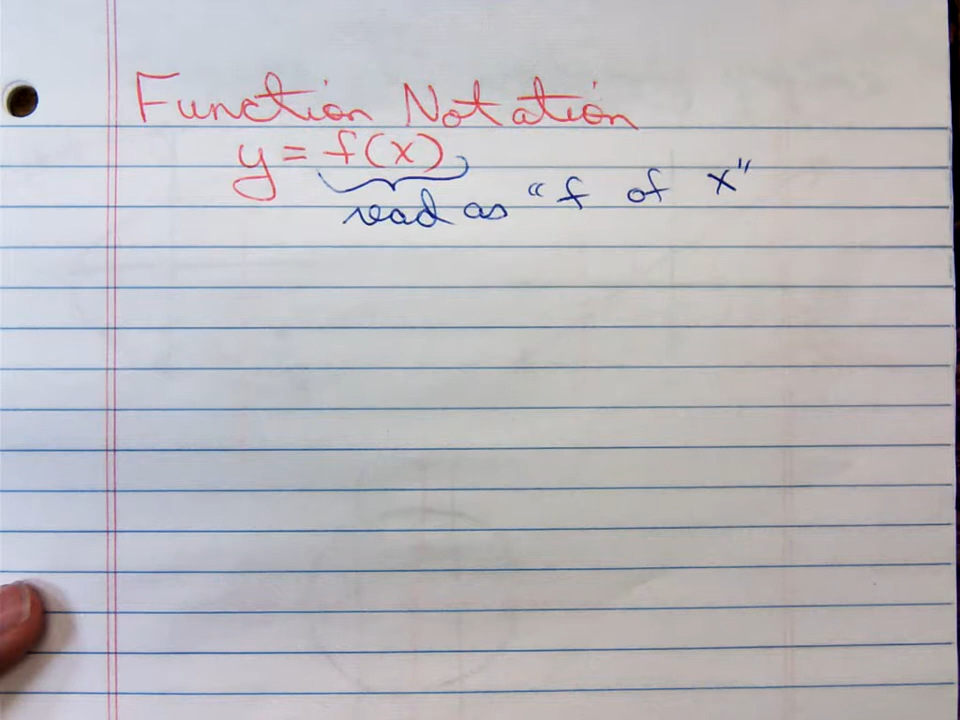 Function Notation
y = f(x)
read as "f of x"